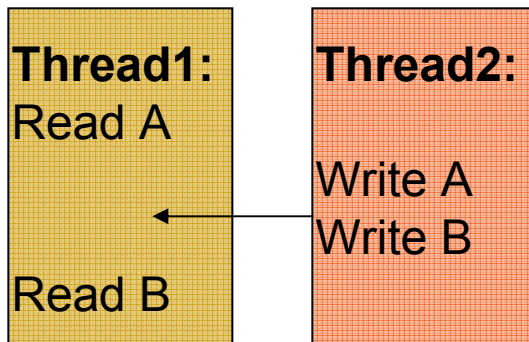 Thread1:
Read A
Read B
Thread2:
Write A
Write B